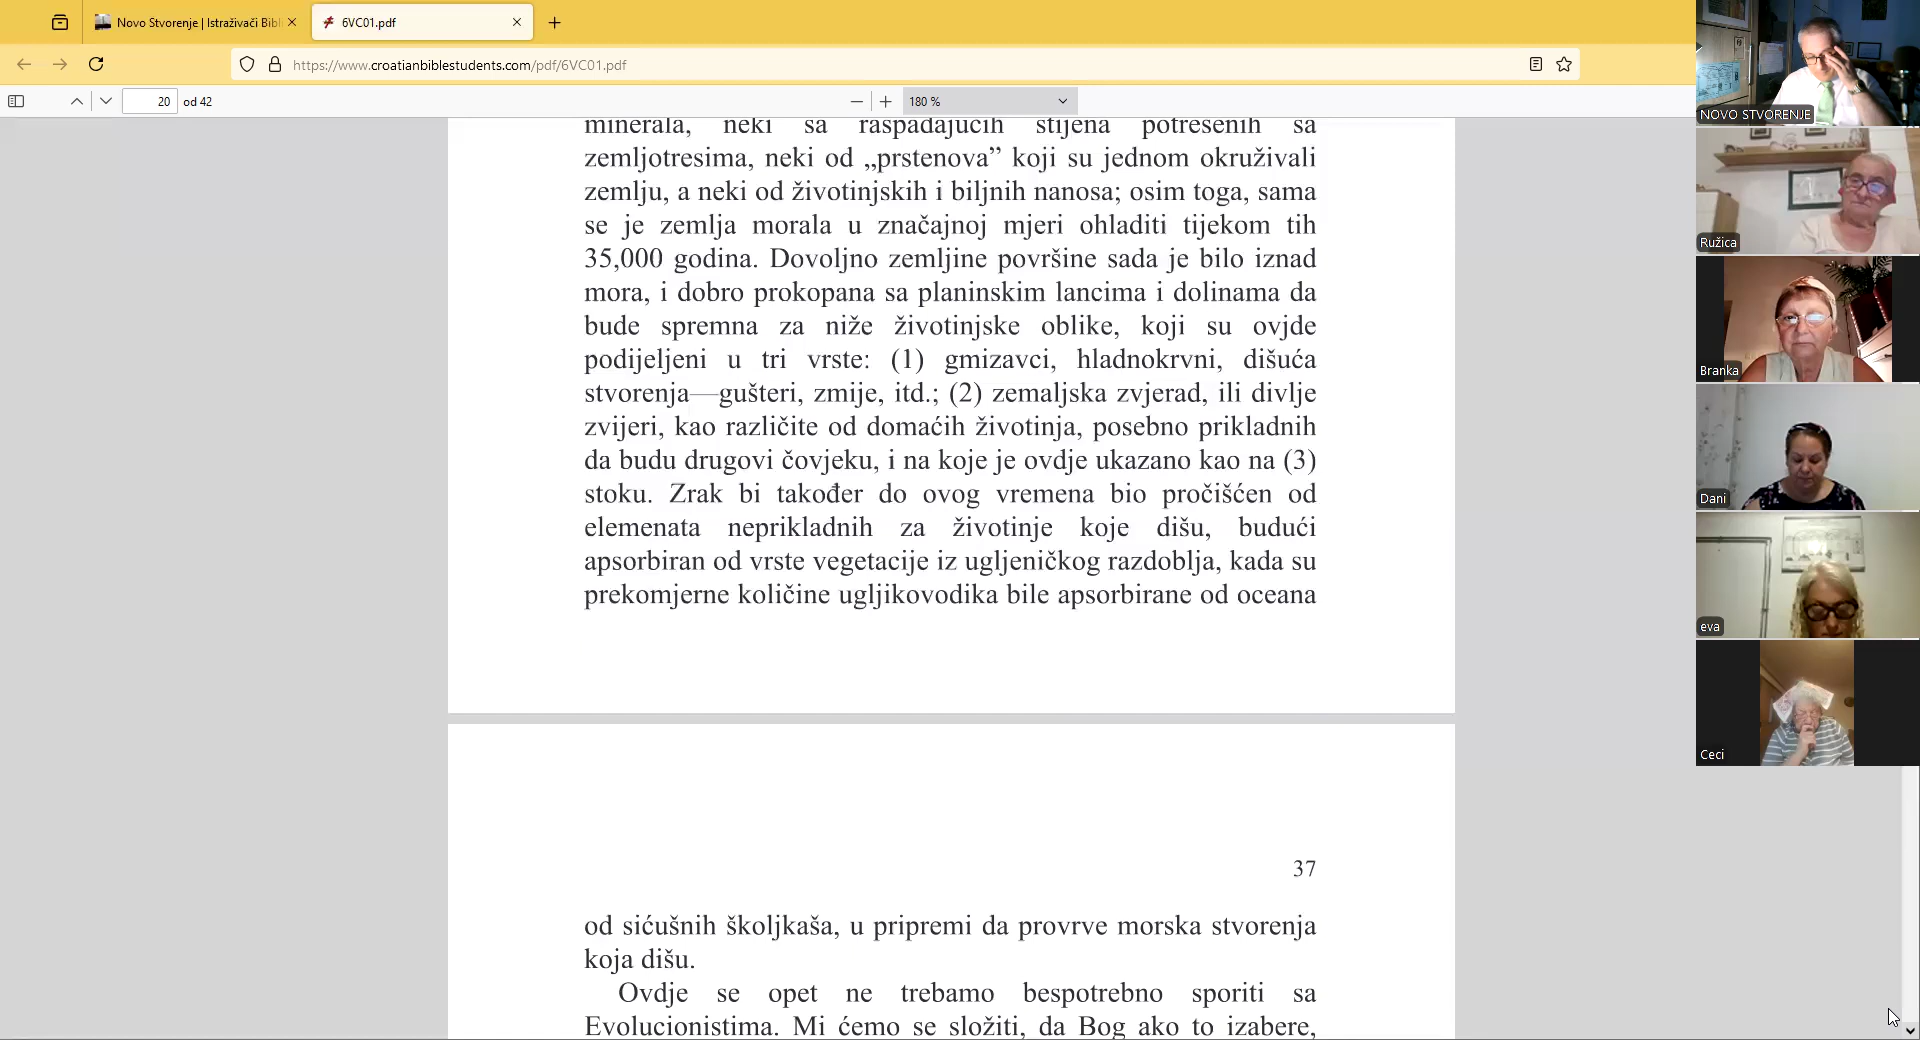 Novo Stvorenje | Istraživači Bibl
6VC01.pdf
https://www.croatianbiblestudents.com/pdf/6VC01.pdf
20 od 42
180 %
minerala, neki sa raspadajućih stijena potresenih sa
zemljotresima, neki od „prstenova” koji su jednom okruživali
zemlju, a neki od životinjskih i biljnih nanosa; osim toga, sama
se je zemlja morala u značajnoj mjeri ohladiti tijekom tih
35,000 godina. Dovoljno zemljine površine sada je bilo iznad
mora, i dobro prokopana sa planinskim lancima i dolinama da
bude spremna za niže životinjske oblike, koji su ovjde
podijeljeni u tri vrste: (1) gmizavci, hladnokrvni, dišuća
stvorenja—gušteri, zmije, itd.; (2) zemaljska zvjerad, ili divlje
zvijeri, kao različite od domaćih životinja, posebno prikladnih
da budu drugovi čovjeku, i na koje je ovdje ukazano kao na (3)
stoku. Zrak bi također do ovog vremena bio pročišćen od
elemenata neprikladnih za životinje koje dišu, budući
apsorbiran od vrste vegetacije iz ugljeničkog razdoblja, kada su
prekomjerne količine ugljikovodika bile apsorbirane od oceana
37
od sićušnih školjkaša, u pripremi da provrve morska stvorenja
koja dišu.
Ovdje se opet ne trebamo bespotrebno sporiti sa
Evolucionistima. Mi ćemo se složiti, da Bog ako to izabere,
NOVO STVORENJE
Ružica
Branka
Dani
eva
Ceci